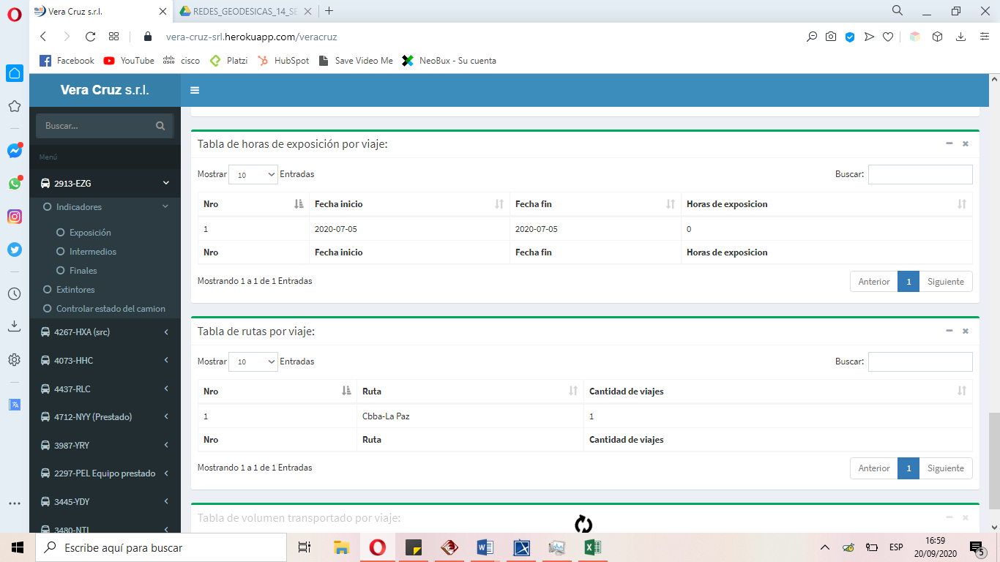 Vera Cruz s.r.l.
REDES_GEODESICAS_14_SE
vera-cruz-srl.herokuapp.com/veracruz
Facebook YouTube cisco Platzi HubSpot Save Video Me NeoBux - Su cuenta
Vera Cruz s.r.l.
Buscar...
Menú
2913-EZG
Indicadores
Exposición
Intermedios
Finales
Extintores
Controlar estado del camion
4267-HXA (src)
4073-HHC
4437-RLC
4712-NYY (Prestado)
3987-YRY
2297-PEL Equipo prestado
3445-YDY
3480-NTL
Tabla de horas de exposición por viaje:
Mostrar 10 Entradas Buscar:
Nro Fecha inicio Fecha fin Horas de exposicion
1 2020-07-05 2020-07-05 0
Nro Fecha inicio Fecha fin Horas de exposicion
Mostrando 1 a 1 de 1 Entradas Anterior 1 Siguiente
Tabla de rutas por viaje:
Mostrar 10 Entradas Buscar:
Nro Ruta Cantidad de viajes
1 Cbba-La Paz 1
Nro Ruta Cantidad de viajes
Mostrando 1 a 1 de 1 Entradas Anterior 1 Siguiente
Tabla de volumen transportado por viaje:
Escribe aquí para buscar
ESP
16:59
20/09/2020
5